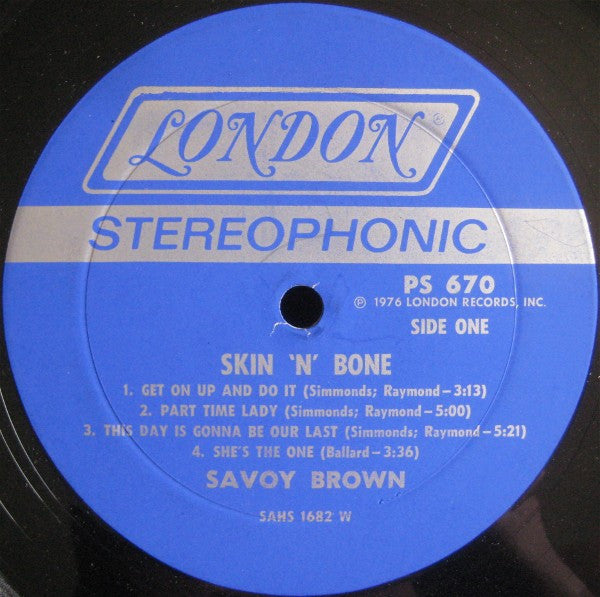 LONDON®
STEREOPHONIC
PS 670
℗ 1976 LONDON RECORDS, INC.
SIDE ONE
SKIN 'N' BONE
1. GET ON UP AND DO IT (Simmonds; Raymond–3:13)
2. PART TIME LADY (Simmonds; Raymond–5:00)
3. THIS DAY IS GONNA BE OUR LAST (Simmonds; Raymond–5:21)
4. SHE'S THE ONE (Ballard–3:36)
SAVOY BROWN
SAHS 1682 W